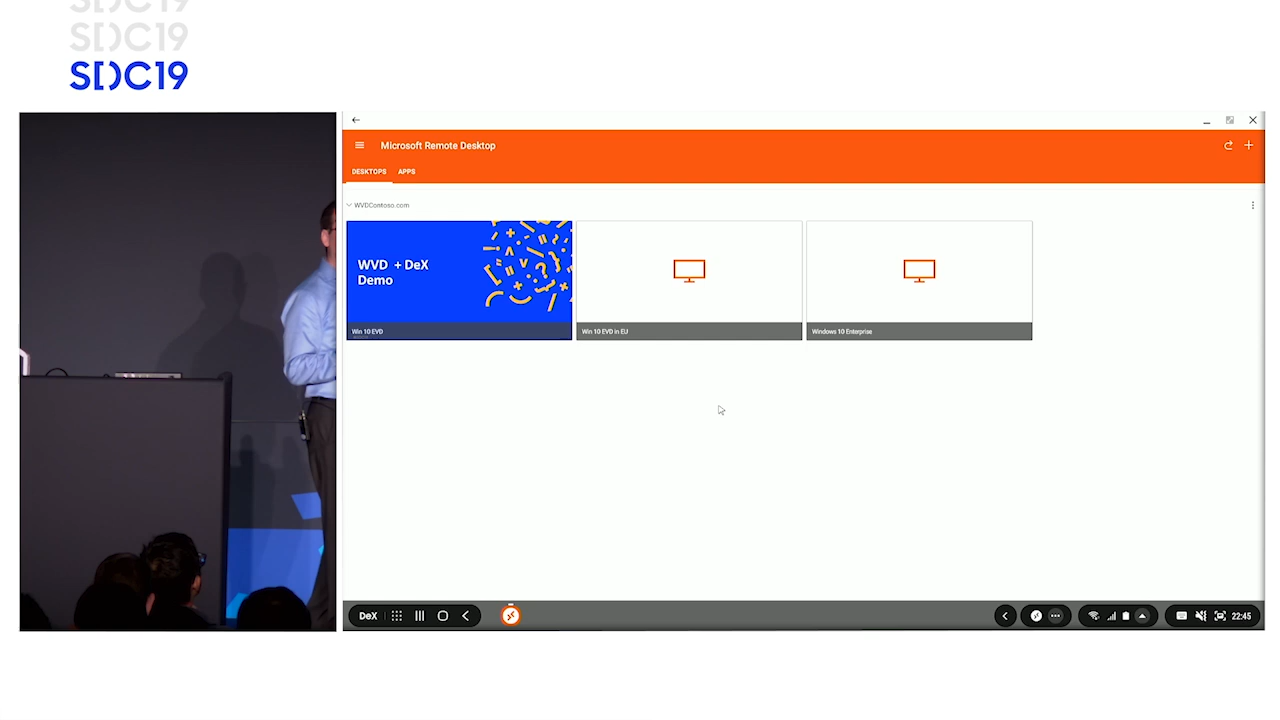 SDC19
SDC19
SDC19
Microsoft Remote Desktop
DESKTOPS APPS
WVDContoso.com
WVD + DeX
Demo
Win 10 EVD
Win 10 EVD in EU
Windows 10 Enterprise
DeX
22:45